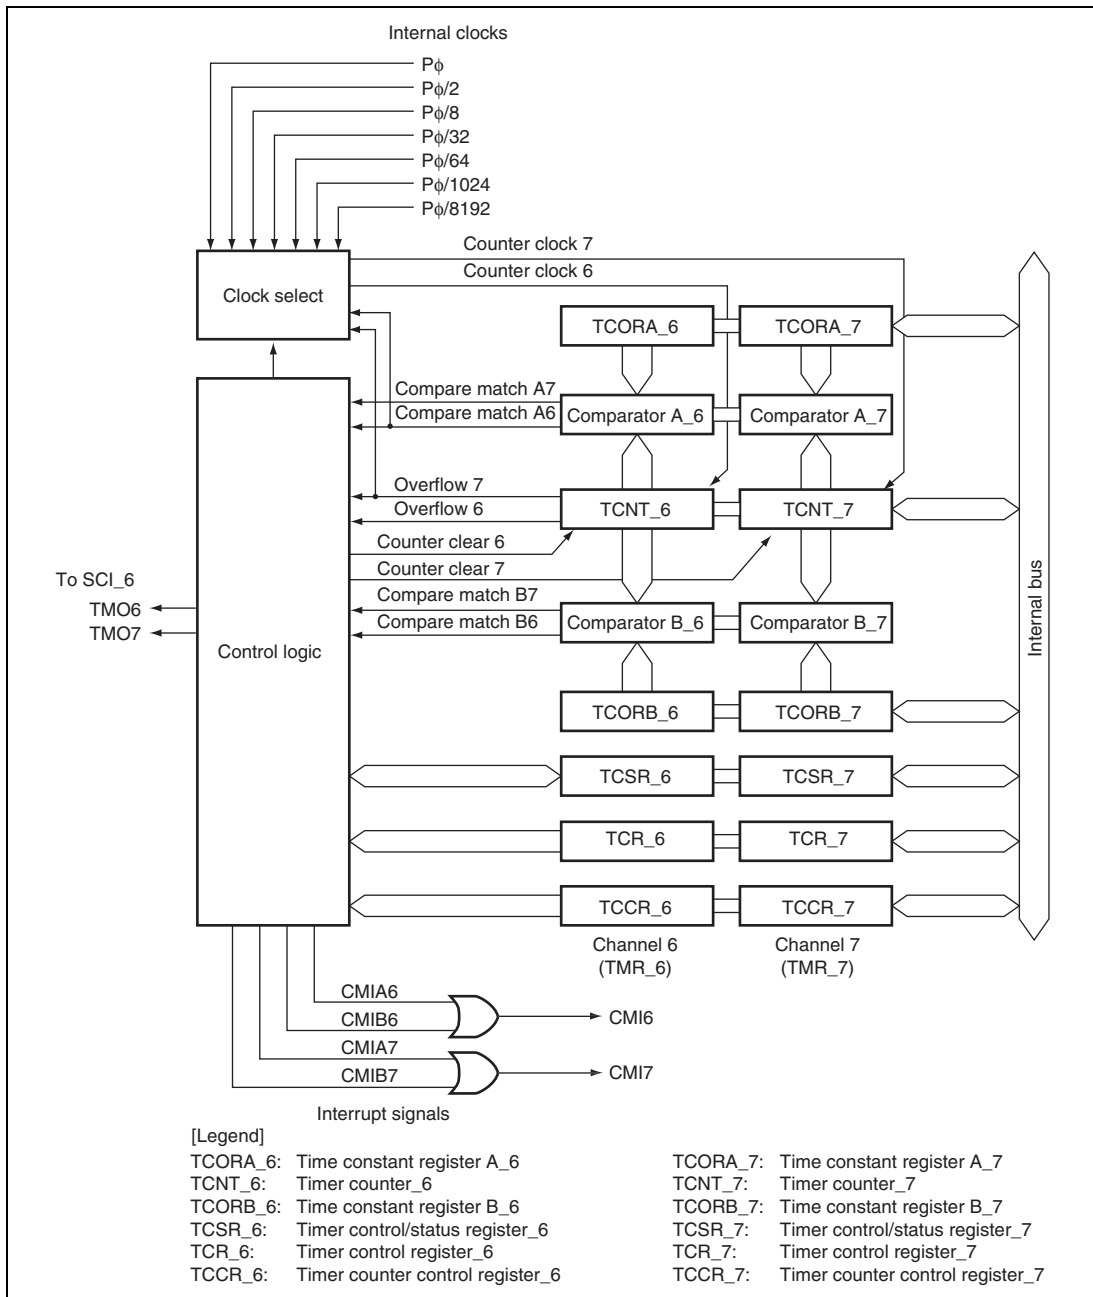 Internal clocks
Pϕ
Pϕ/2
Pϕ/8
Pϕ/32
Pϕ/64
Pϕ/1024
Pϕ/8192
Counter clock 7
Counter clock 6
Clock select
TCORA_6
TCORA_7
Compare match A7
Compare match A6
Comparator A_6
Comparator A_7
Overflow 7
Overflow 6
TCNT_6
TCNT_7
Counter clear 6
Counter clear 7
To SCI_6
TMO6
TMO7
Compare match B7
Compare match B6
Comparator B_6
Comparator B_7
Control logic
Internal bus
TCORB_6
TCORB_7
TCSR_6
TCSR_7
TCR_6
TCR_7
TCCR_6
TCCR_7
Channel 6
(TMR_6)
Channel 7
(TMR_7)
CMIA6
CMIB6
CMI6
CMIA7
CMIB7
CMI7
Interrupt signals
[Legend]
TCORA_6: Time constant register A_6
TCNT_6: Timer counter_6
TCORB_6: Time constant register B_6
TCSR_6: Timer control/status register_6
TCR_6: Timer control register_6
TCCR_6: Timer counter control register_6
TCORA_7: Time constant register A_7
TCNT_7: Timer counter_7
TCORB_7: Time constant register B_7
TCSR_7: Timer control/status register_7
TCR_7: Timer control register_7
TCCR_7: Timer counter control register_7